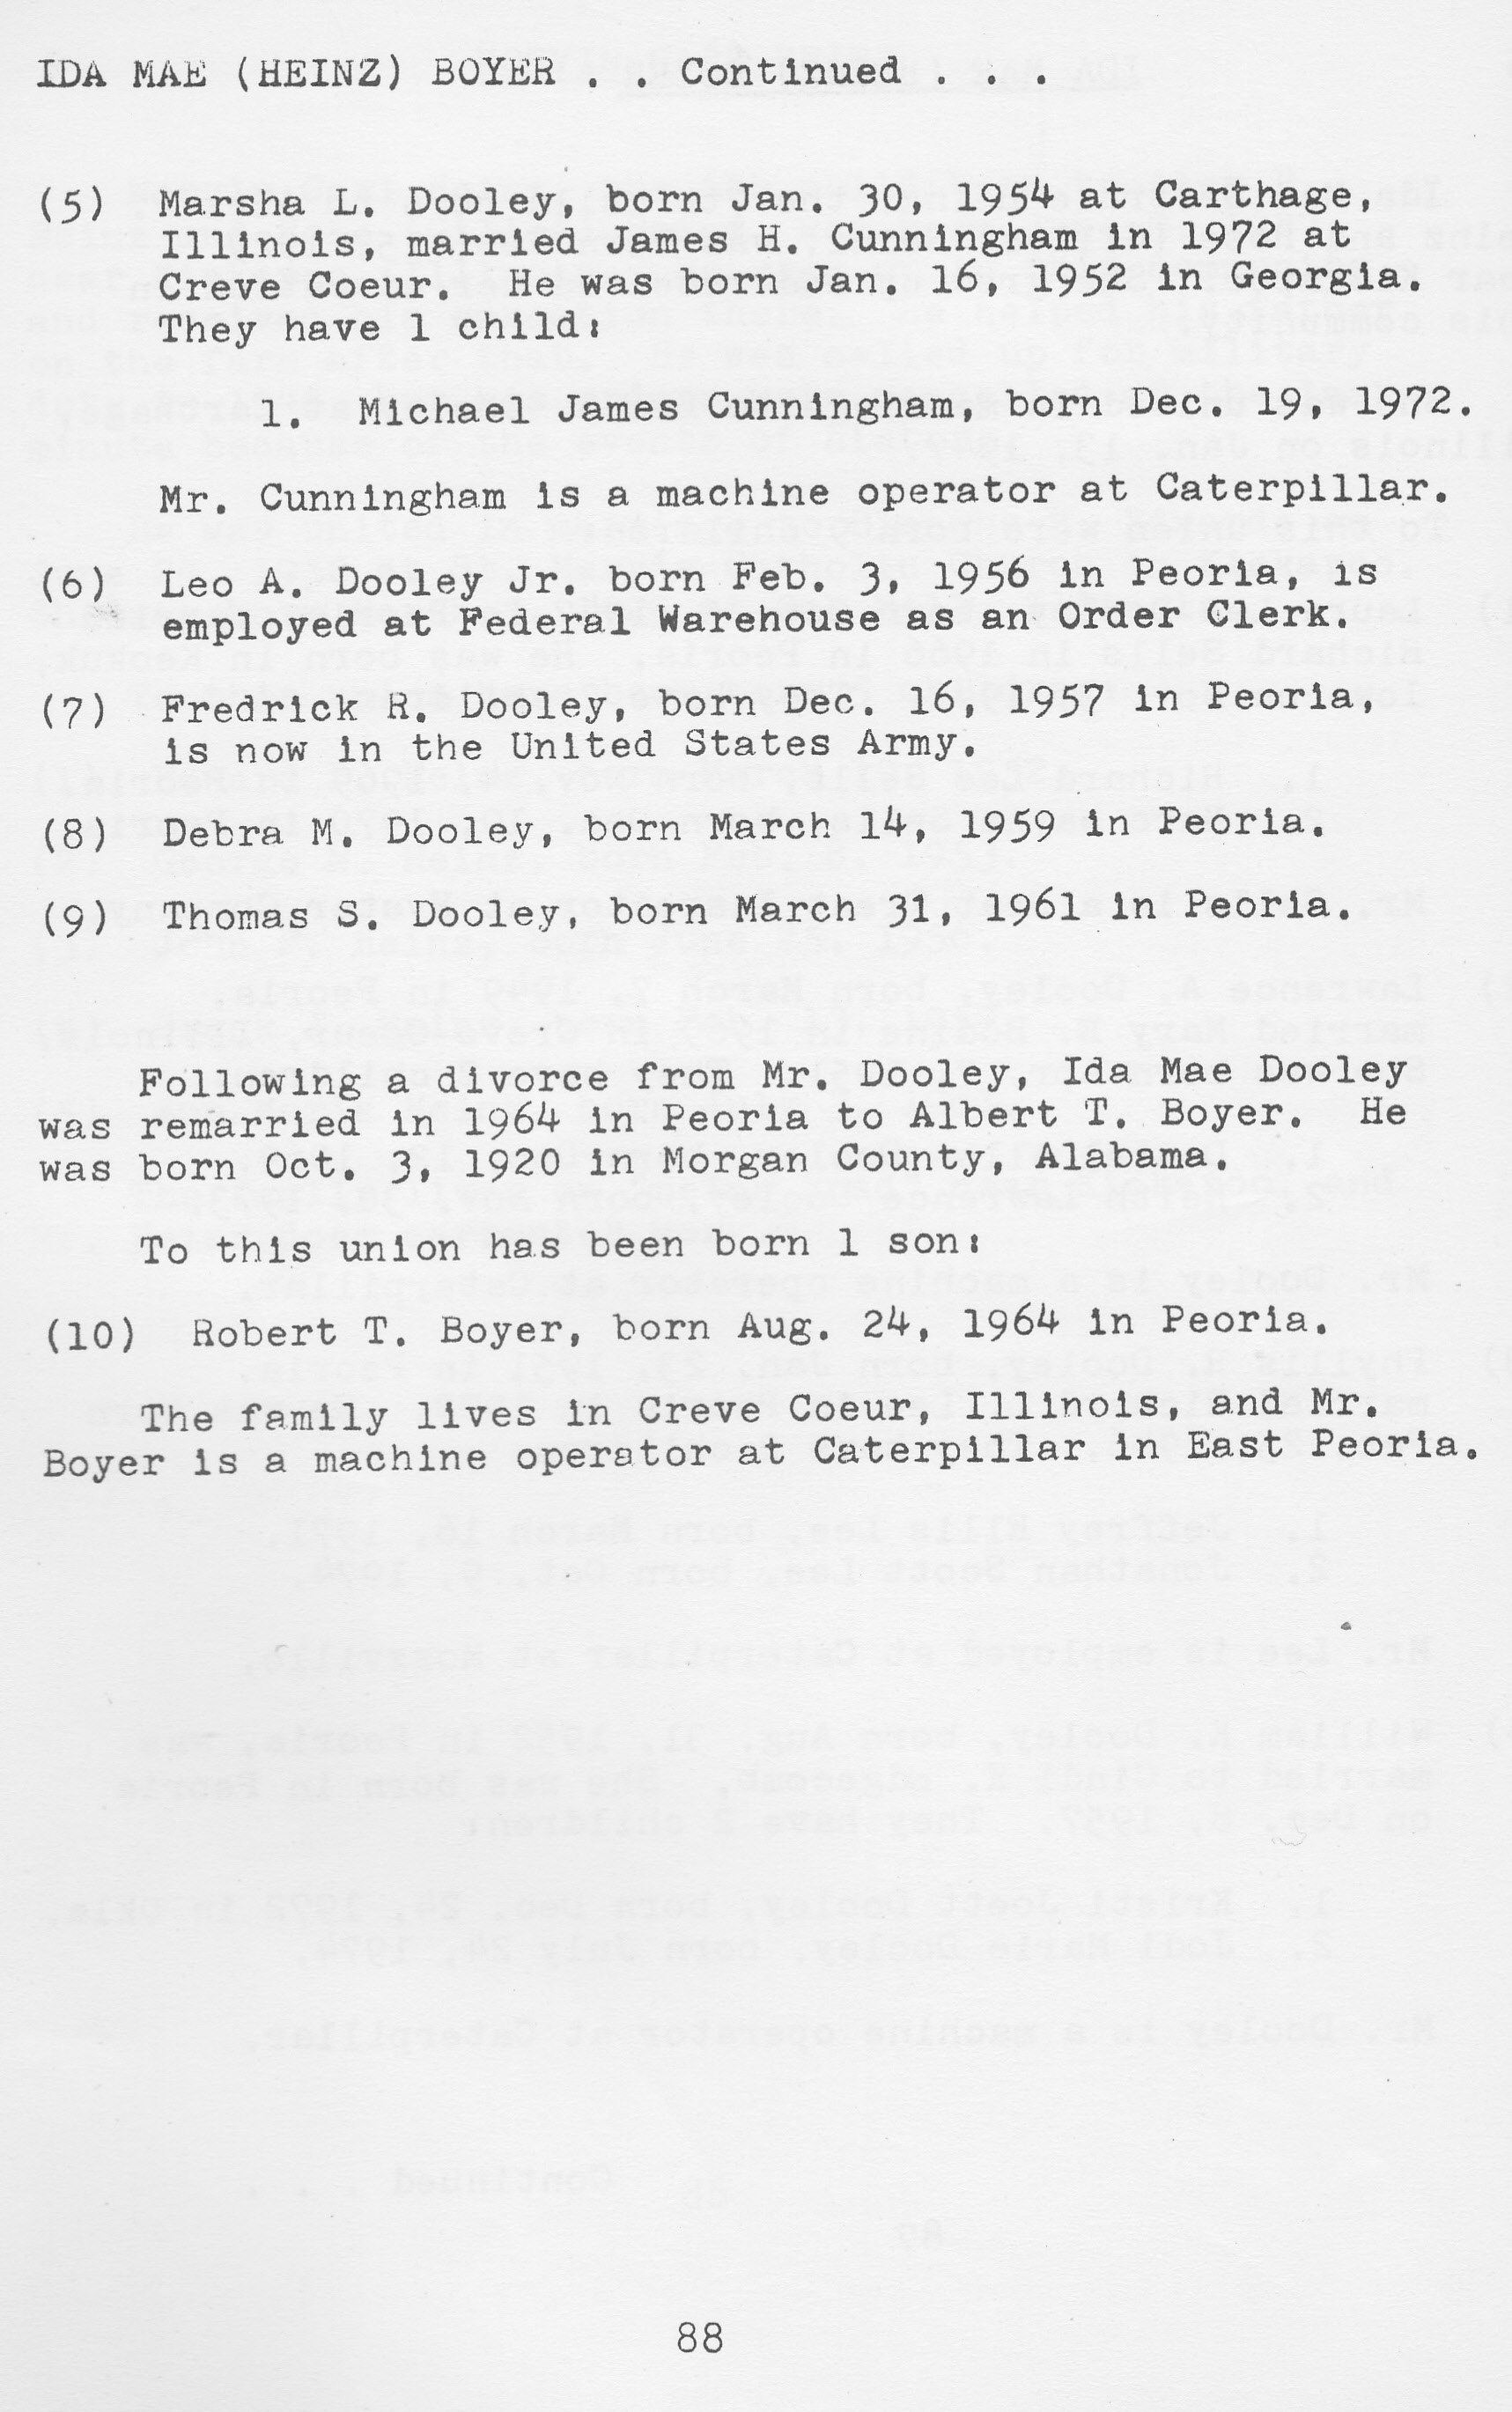 IDA MAE (HEINZ) BOYER . . Continued . . .
(5) Marsha L. Dooley, born Jan. 30, 1954 at Carthage,
Illinois, married James H. Cunningham in 1972 at
Creve Coeur. He was born Jan. 16, 1952 in Georgia.
They have 1 child:
1. Michael James Cunningham, born Dec. 19, 1972.
Mr. Cunningham is a machine operator at Caterpillar.
(6) Leo A. Dooley Jr. born Feb. 3, 1956 in Peoria, is
employed at Federal Warehouse as an Order Clerk.
(7) Fredrick R. Dooley, born Dec. 16, 1957 in Peoria,
is now in the United States Army.
(8) Debra M. Dooley, born March 14, 1959 in Peoria.
(9) Thomas S. Dooley, born March 31, 1961 in Peoria.
Following a divorce from Mr. Dooley, Ida Mae Dooley
was remarried in 1964 in Peoria to Albert T. Boyer. He
was born Oct. 3, 1920 in Morgan County, Alabama.
To this union has been born 1 son:
(10) Robert T. Boyer, born Aug. 24, 1964 in Peoria.
The family lives in Creve Coeur, Illinois, and Mr.
Boyer is a machine operator at Caterpillar in East Peoria.
88